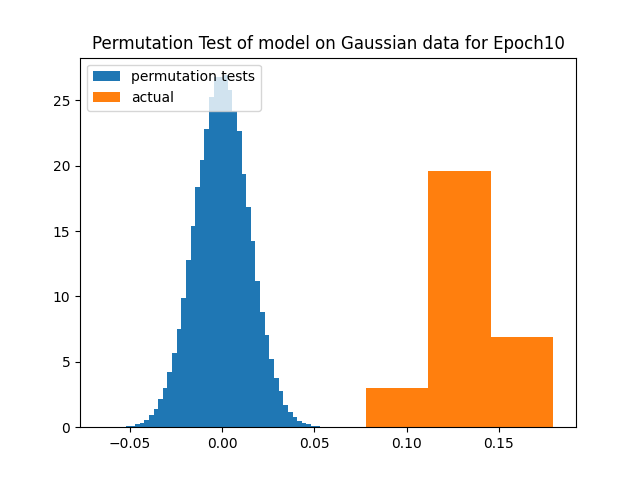 Permutation Test of model on Gaussian data for Epoch10
permutation tests
actual
25
20
15
10
5
0
−0.05 0.00 0.05 0.10 0.15